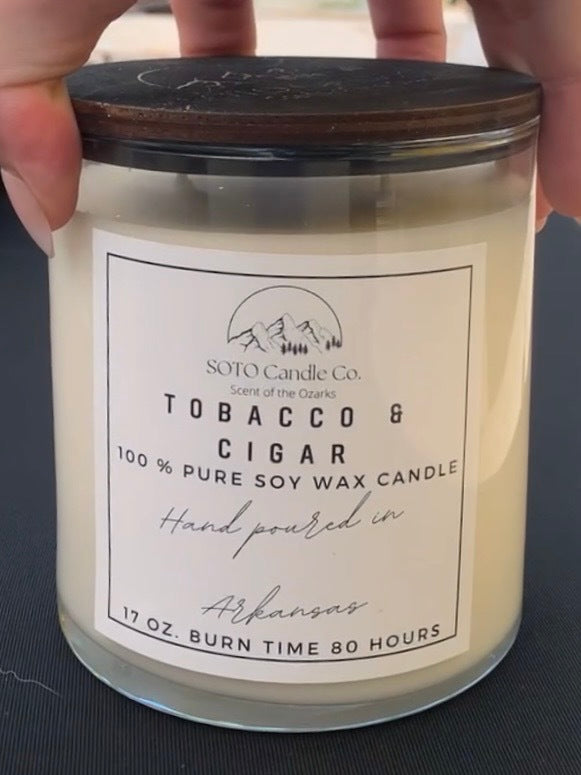 SOTO Candle Co.
Scent of the Ozarks
TOBACCO &
CIGAR
100 % PURE SOY WAX CANDLE
Hand poured in
Arkansas
17 OZ. BURN TIME 80 HOURS